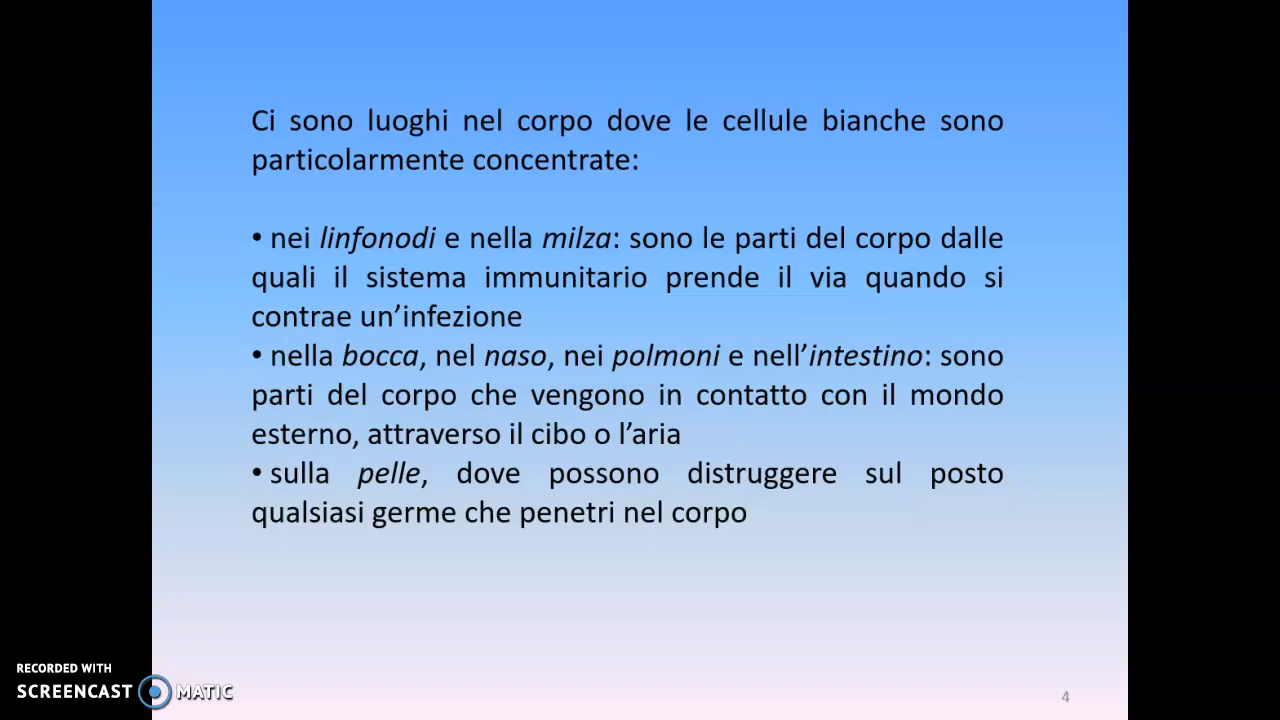 Ci sono luoghi nel corpo dove le cellule bianche sono
particolarmente concentrate:
• nei linfonodi e nella milza: sono le parti del corpo dalle
quali il sistema immunitario prende il via quando si
contrae un’infezione
• nella bocca, nel naso, nei polmoni e nell’intestino: sono
parti del corpo che vengono in contatto con il mondo
esterno, attraverso il cibo o l’aria
• sulla pelle, dove possono distruggere sul posto
qualsiasi germe che penetri nel corpo
RECORDED WITH
SCREENCAST MATIC
4